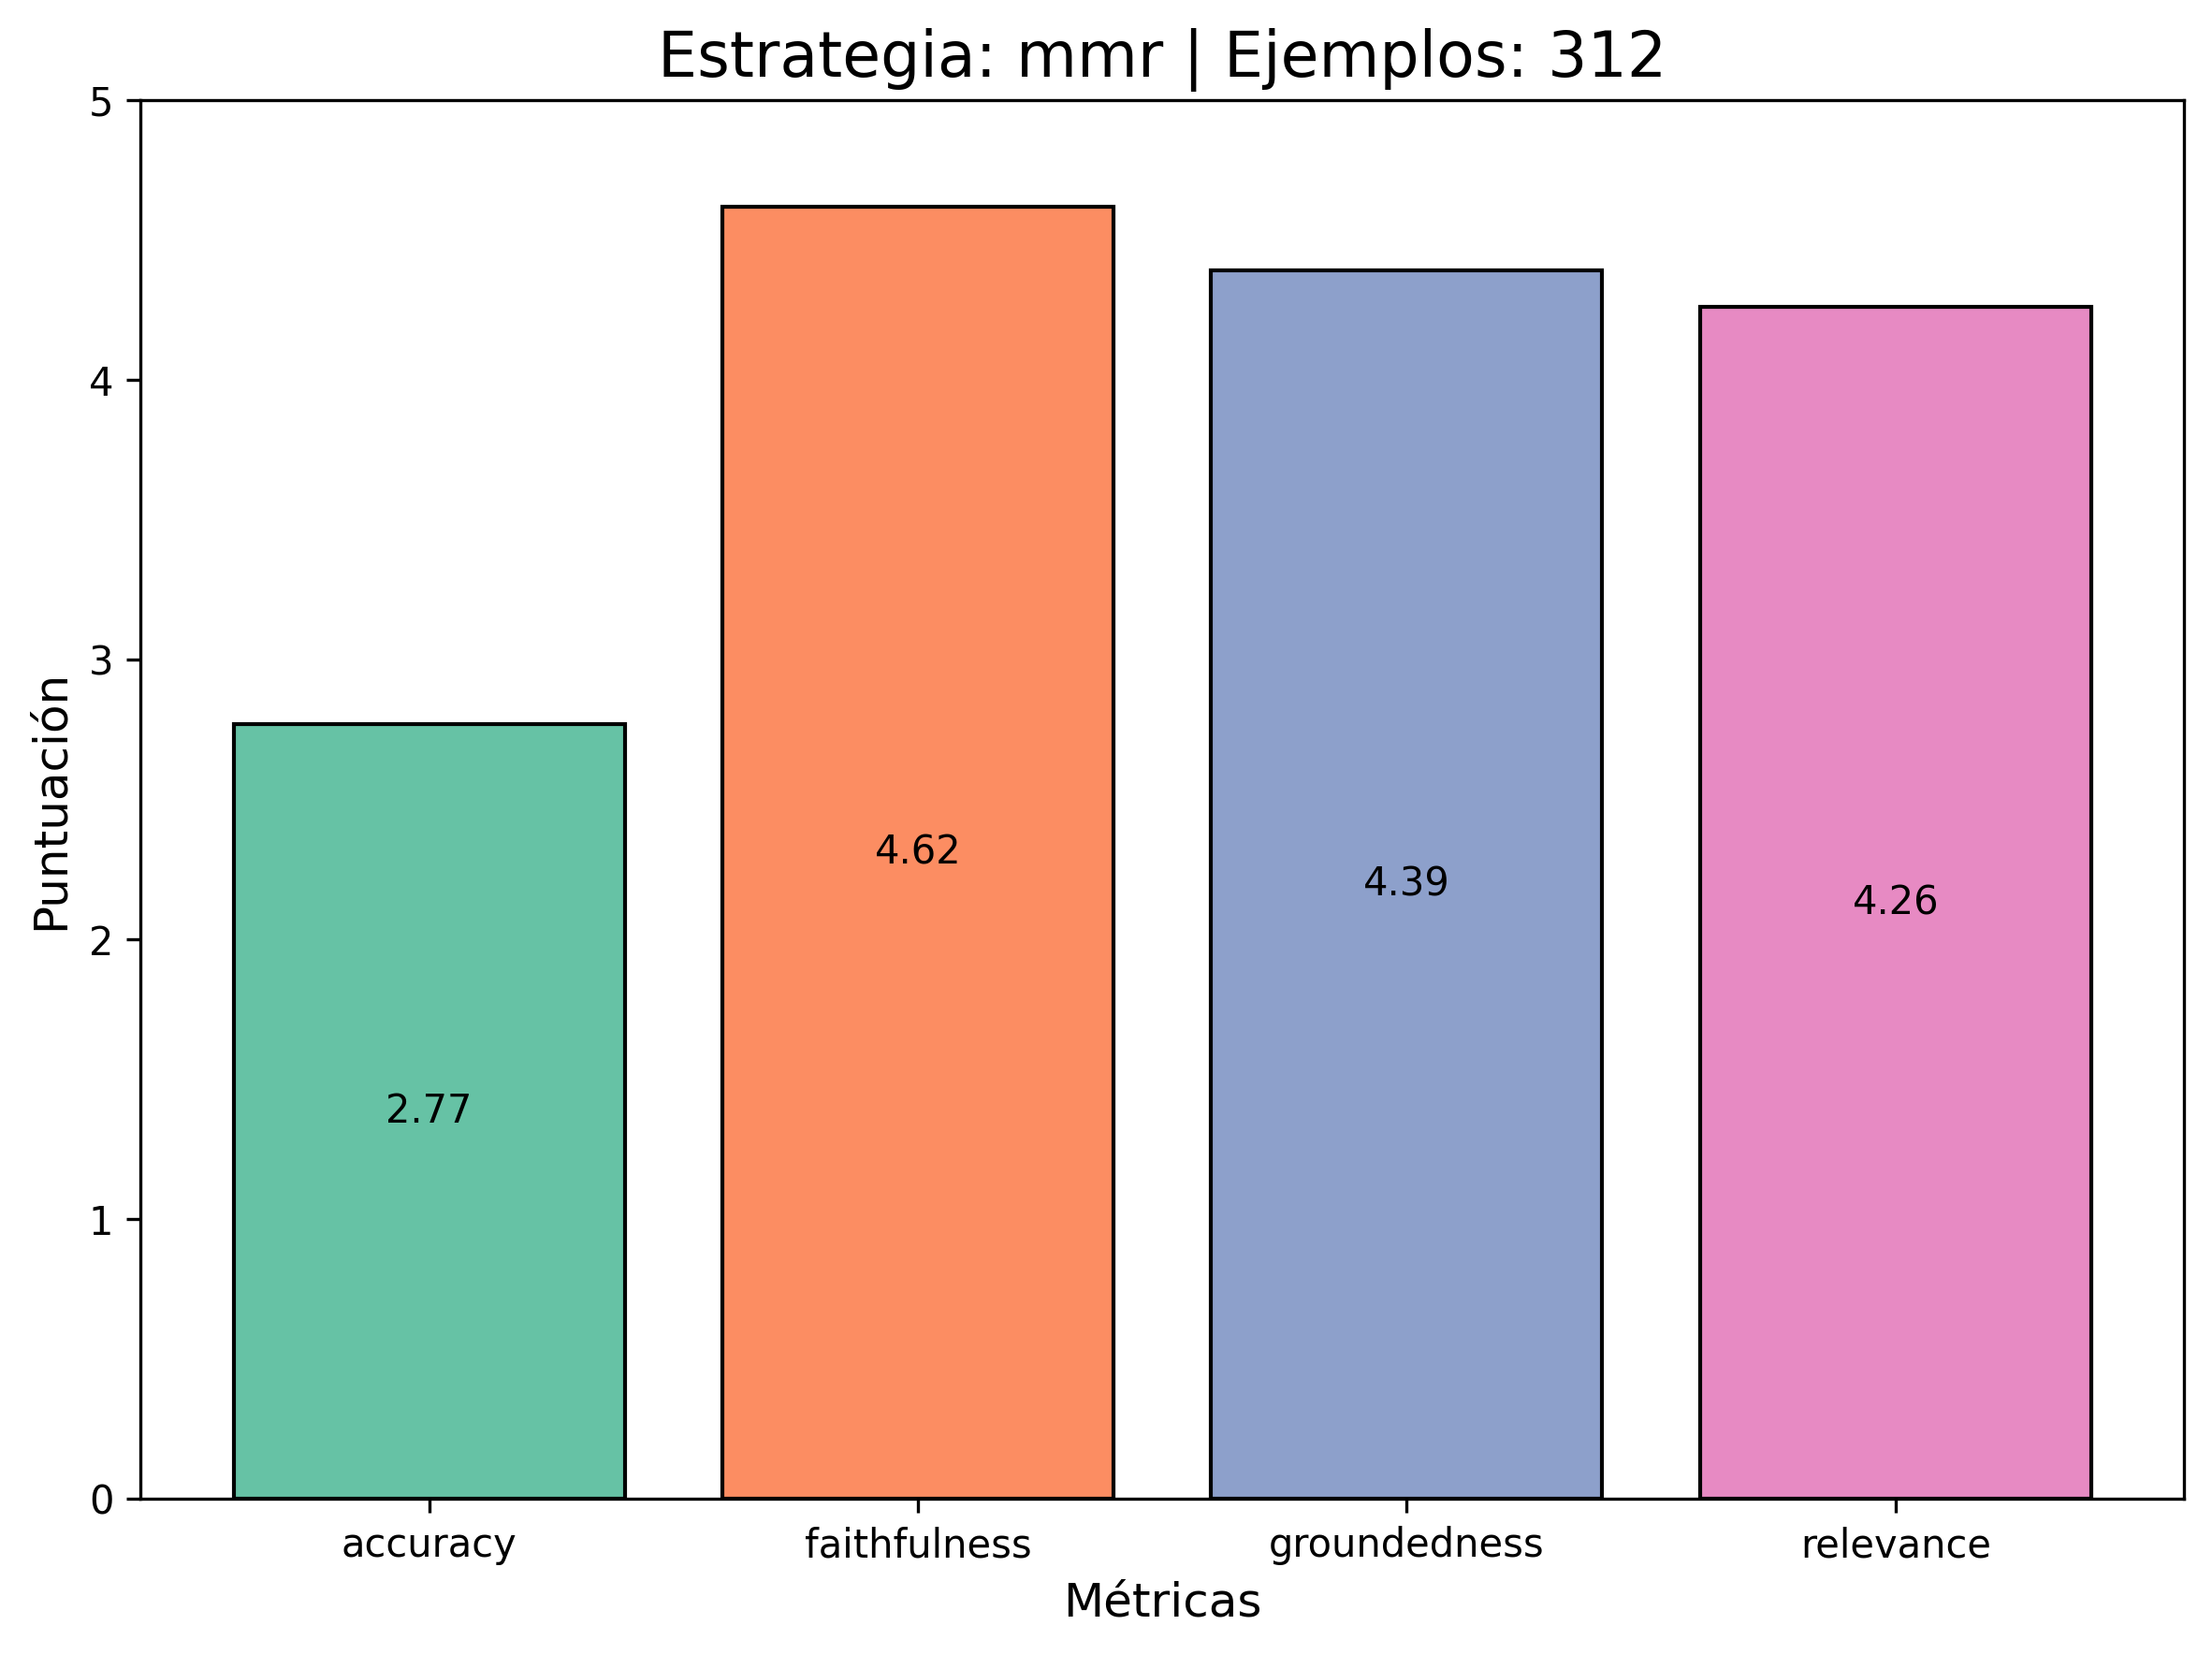 Estrategia: mmr | Ejemplos: 312
Puntuación
5
4
3
2
1
0
2.77
4.62
4.39
4.26
accuracy
faithfulness
groundedness
relevance
Métricas